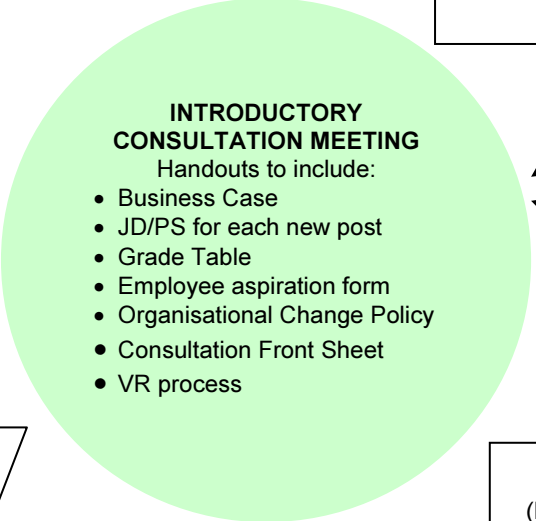 INTRODUCTORY
CONSULTATION MEETING
Handouts to include:
• Business Case
• JD/PS for each new post
• Grade Table
• Employee aspiration form
• Organisational Change Policy
• Consultation Front Sheet
• VR process